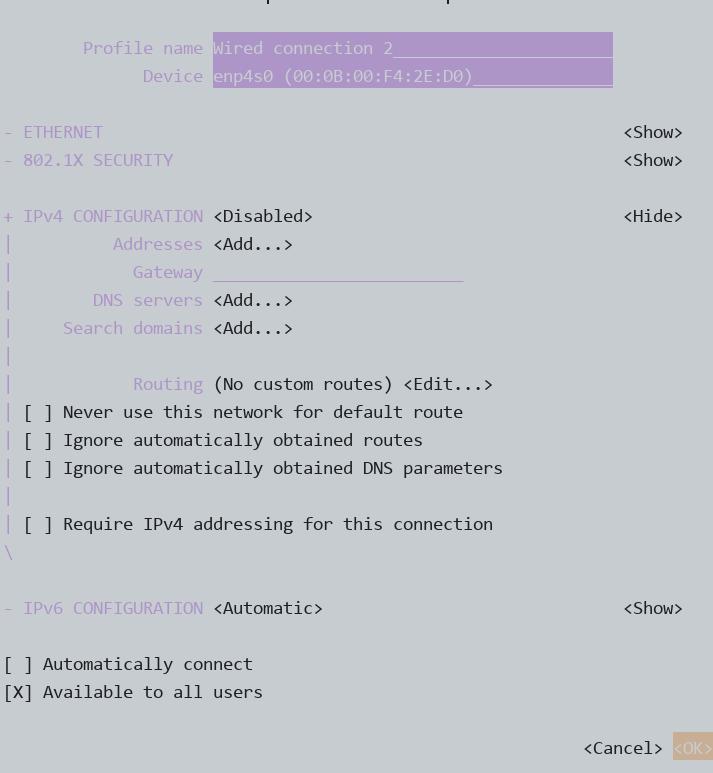 Profile name Wired connection 2
Device enp4s0 (00:0B:00:F4:2E:D0)
- ETHERNET <Show>
- 802.1X SECURITY <Show>
+ IPv4 CONFIGURATION <Disabled> <Hide>
| Addresses <Add...>
| Gateway
| DNS servers <Add...>
| Search domains <Add...>
|
| Routing (No custom routes) <Edit...>
| [ ] Never use this network for default route
| [ ] Ignore automatically obtained routes
| [ ] Ignore automatically obtained DNS parameters
|
| [ ] Require IPv4 addressing for this connection
\
- IPv6 CONFIGURATION <Automatic> <Show>
[ ] Automatically connect
[X] Available to all users
<Cancel> <OK>